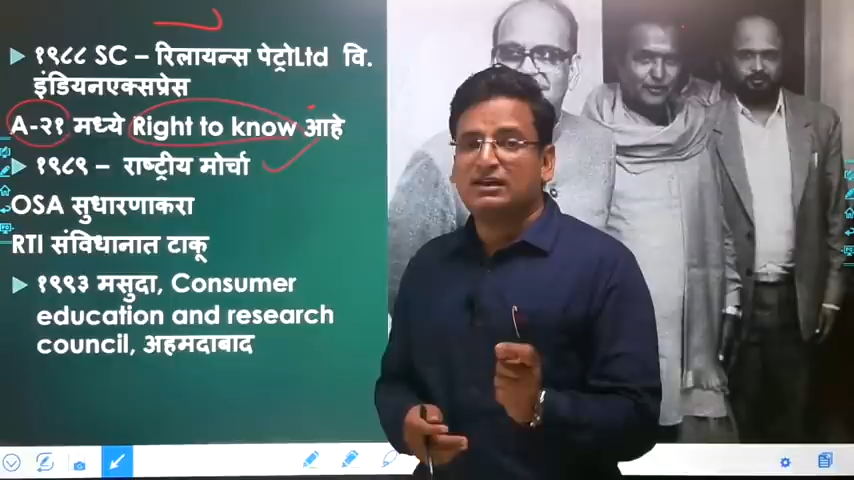 १९८८ SC – रिलायन्स पेट्रोLtd वि.
इंडियनएक्सप्रेस
A-२१ मध्ये Right to know आहे
१९८९ – राष्ट्रीय मोर्चा
OSA सुधारणाकरा
RTI संविधानात टाकू
१९९३ मसुदा, Consumer
education and research
council, अहमदाबाद